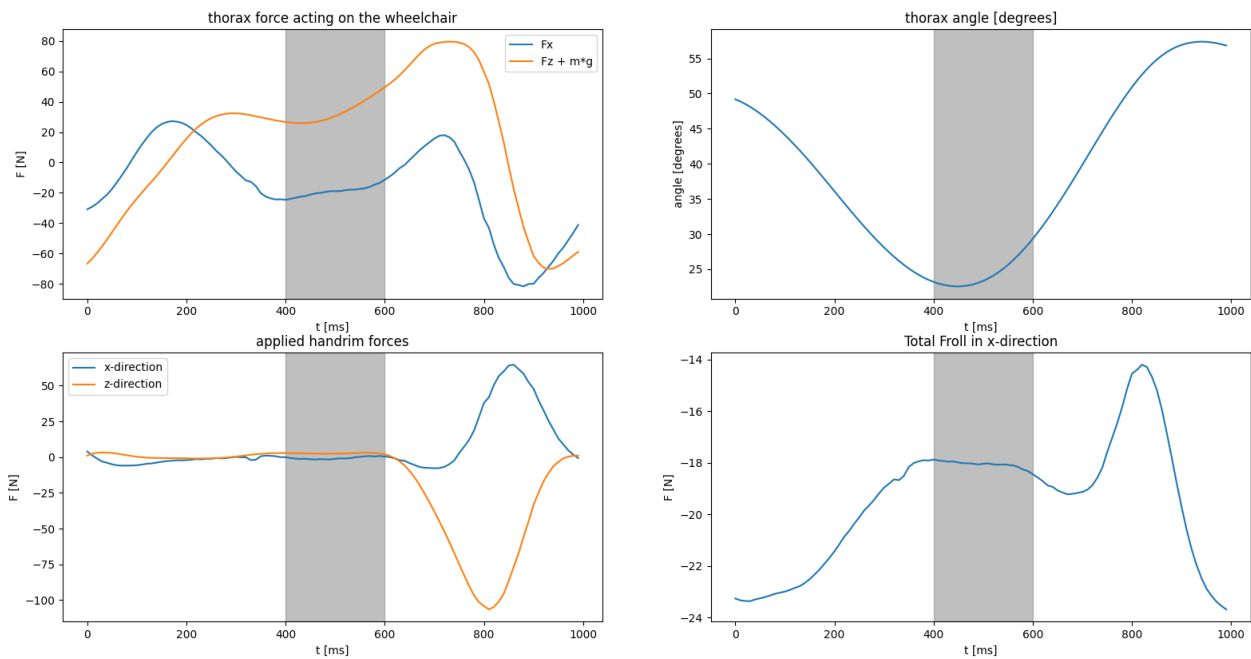 thorax force acting on the wheelchair
Fx
Fz + m*g
F [N]
80
60
40
20
0
−20
−40
−60
−80
0 200 400 600 800 1000
t [ms]
thorax angle [degrees]
angle [degrees]
55
50
45
40
35
30
25
0 200 400 600 800 1000
t [ms]
applied handrim forces
x-direction
z-direction
F [N]
50
25
0
−25
−50
−75
−100
0 200 400 600 800 1000
t [ms]
Total Froll in x-direction
F [N]
−14
−16
−18
−20
−22
−24
0 200 400 600 800 1000
t [ms]